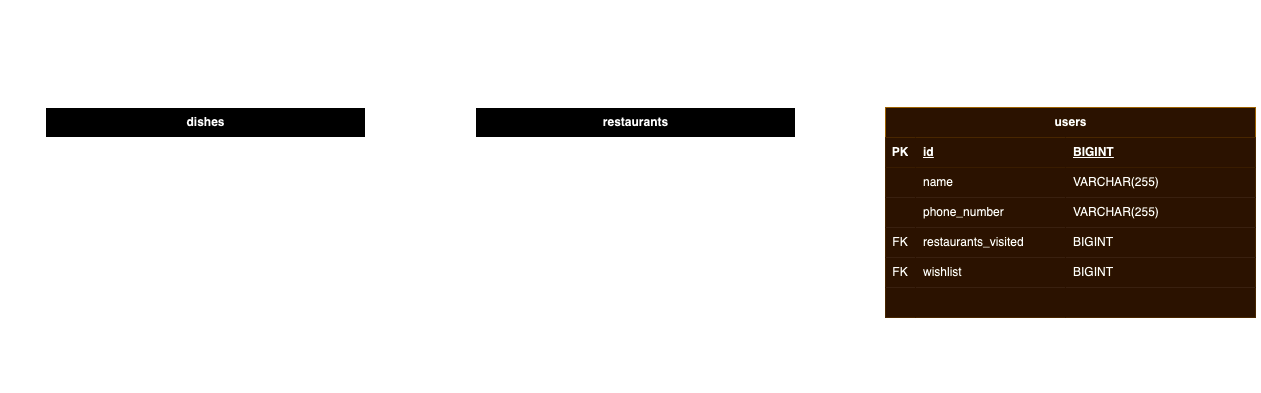 dishes
restaurants
users
PK id BIGINT
name VARCHAR(255)
phone_number VARCHAR(255)
FK restaurants_visited BIGINT
FK wishlist BIGINT